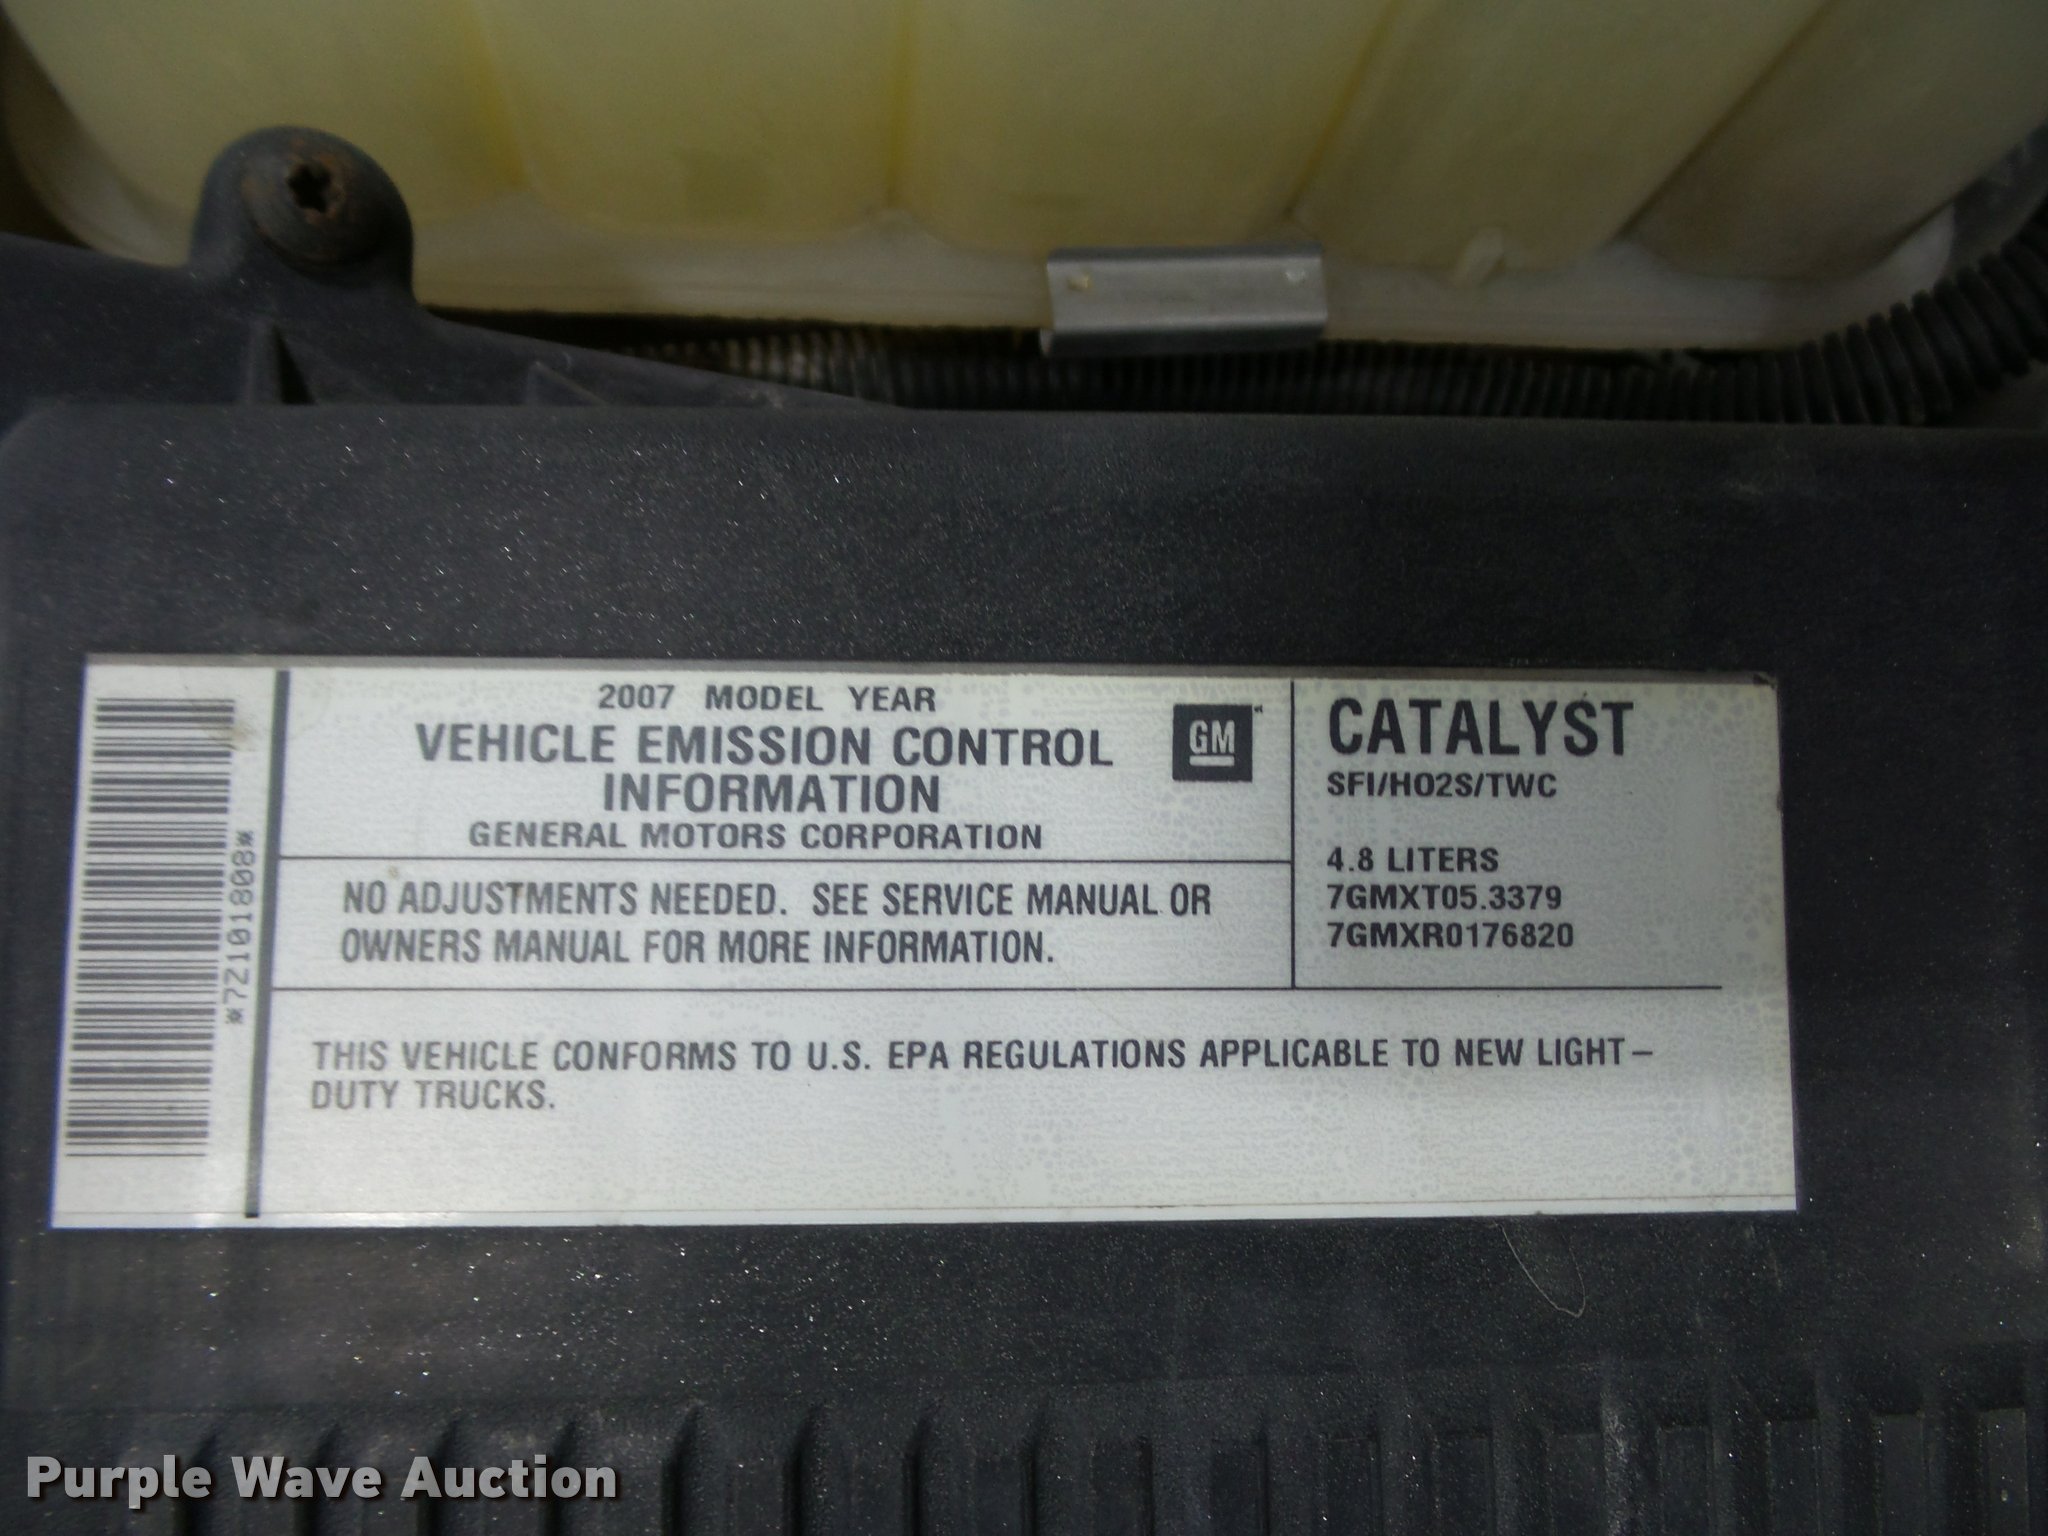 2007 MODEL YEAR
VEHICLE EMISSION CONTROL
INFORMATION
GENERAL MOTORS CORPORATION
GM
CATALYST
SFI/HO2S/TWC
4.8 LITERS
7GMXT05.3379
7GMXR0176820
NO ADJUSTMENTS NEEDED. SEE SERVICE MANUAL OR
OWNERS MANUAL FOR MORE INFORMATION.
THIS VEHICLE CONFORMS TO U.S. EPA REGULATIONS APPLICABLE TO NEW LIGHT–
DUTY TRUCKS.
*7Z101808*
Purple Wave Auction